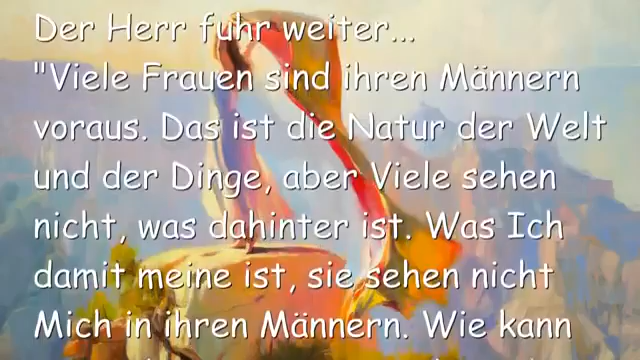 Der Herr fuhr weiter...
"Viele Frauen sind ihren Männern
voraus. Das ist die Natur der Welt
und der Dinge, aber Viele sehen
nicht, was dahinter ist. Was Ich
damit meine ist, sie sehen nicht
Mich in ihren Männern. Wie kann